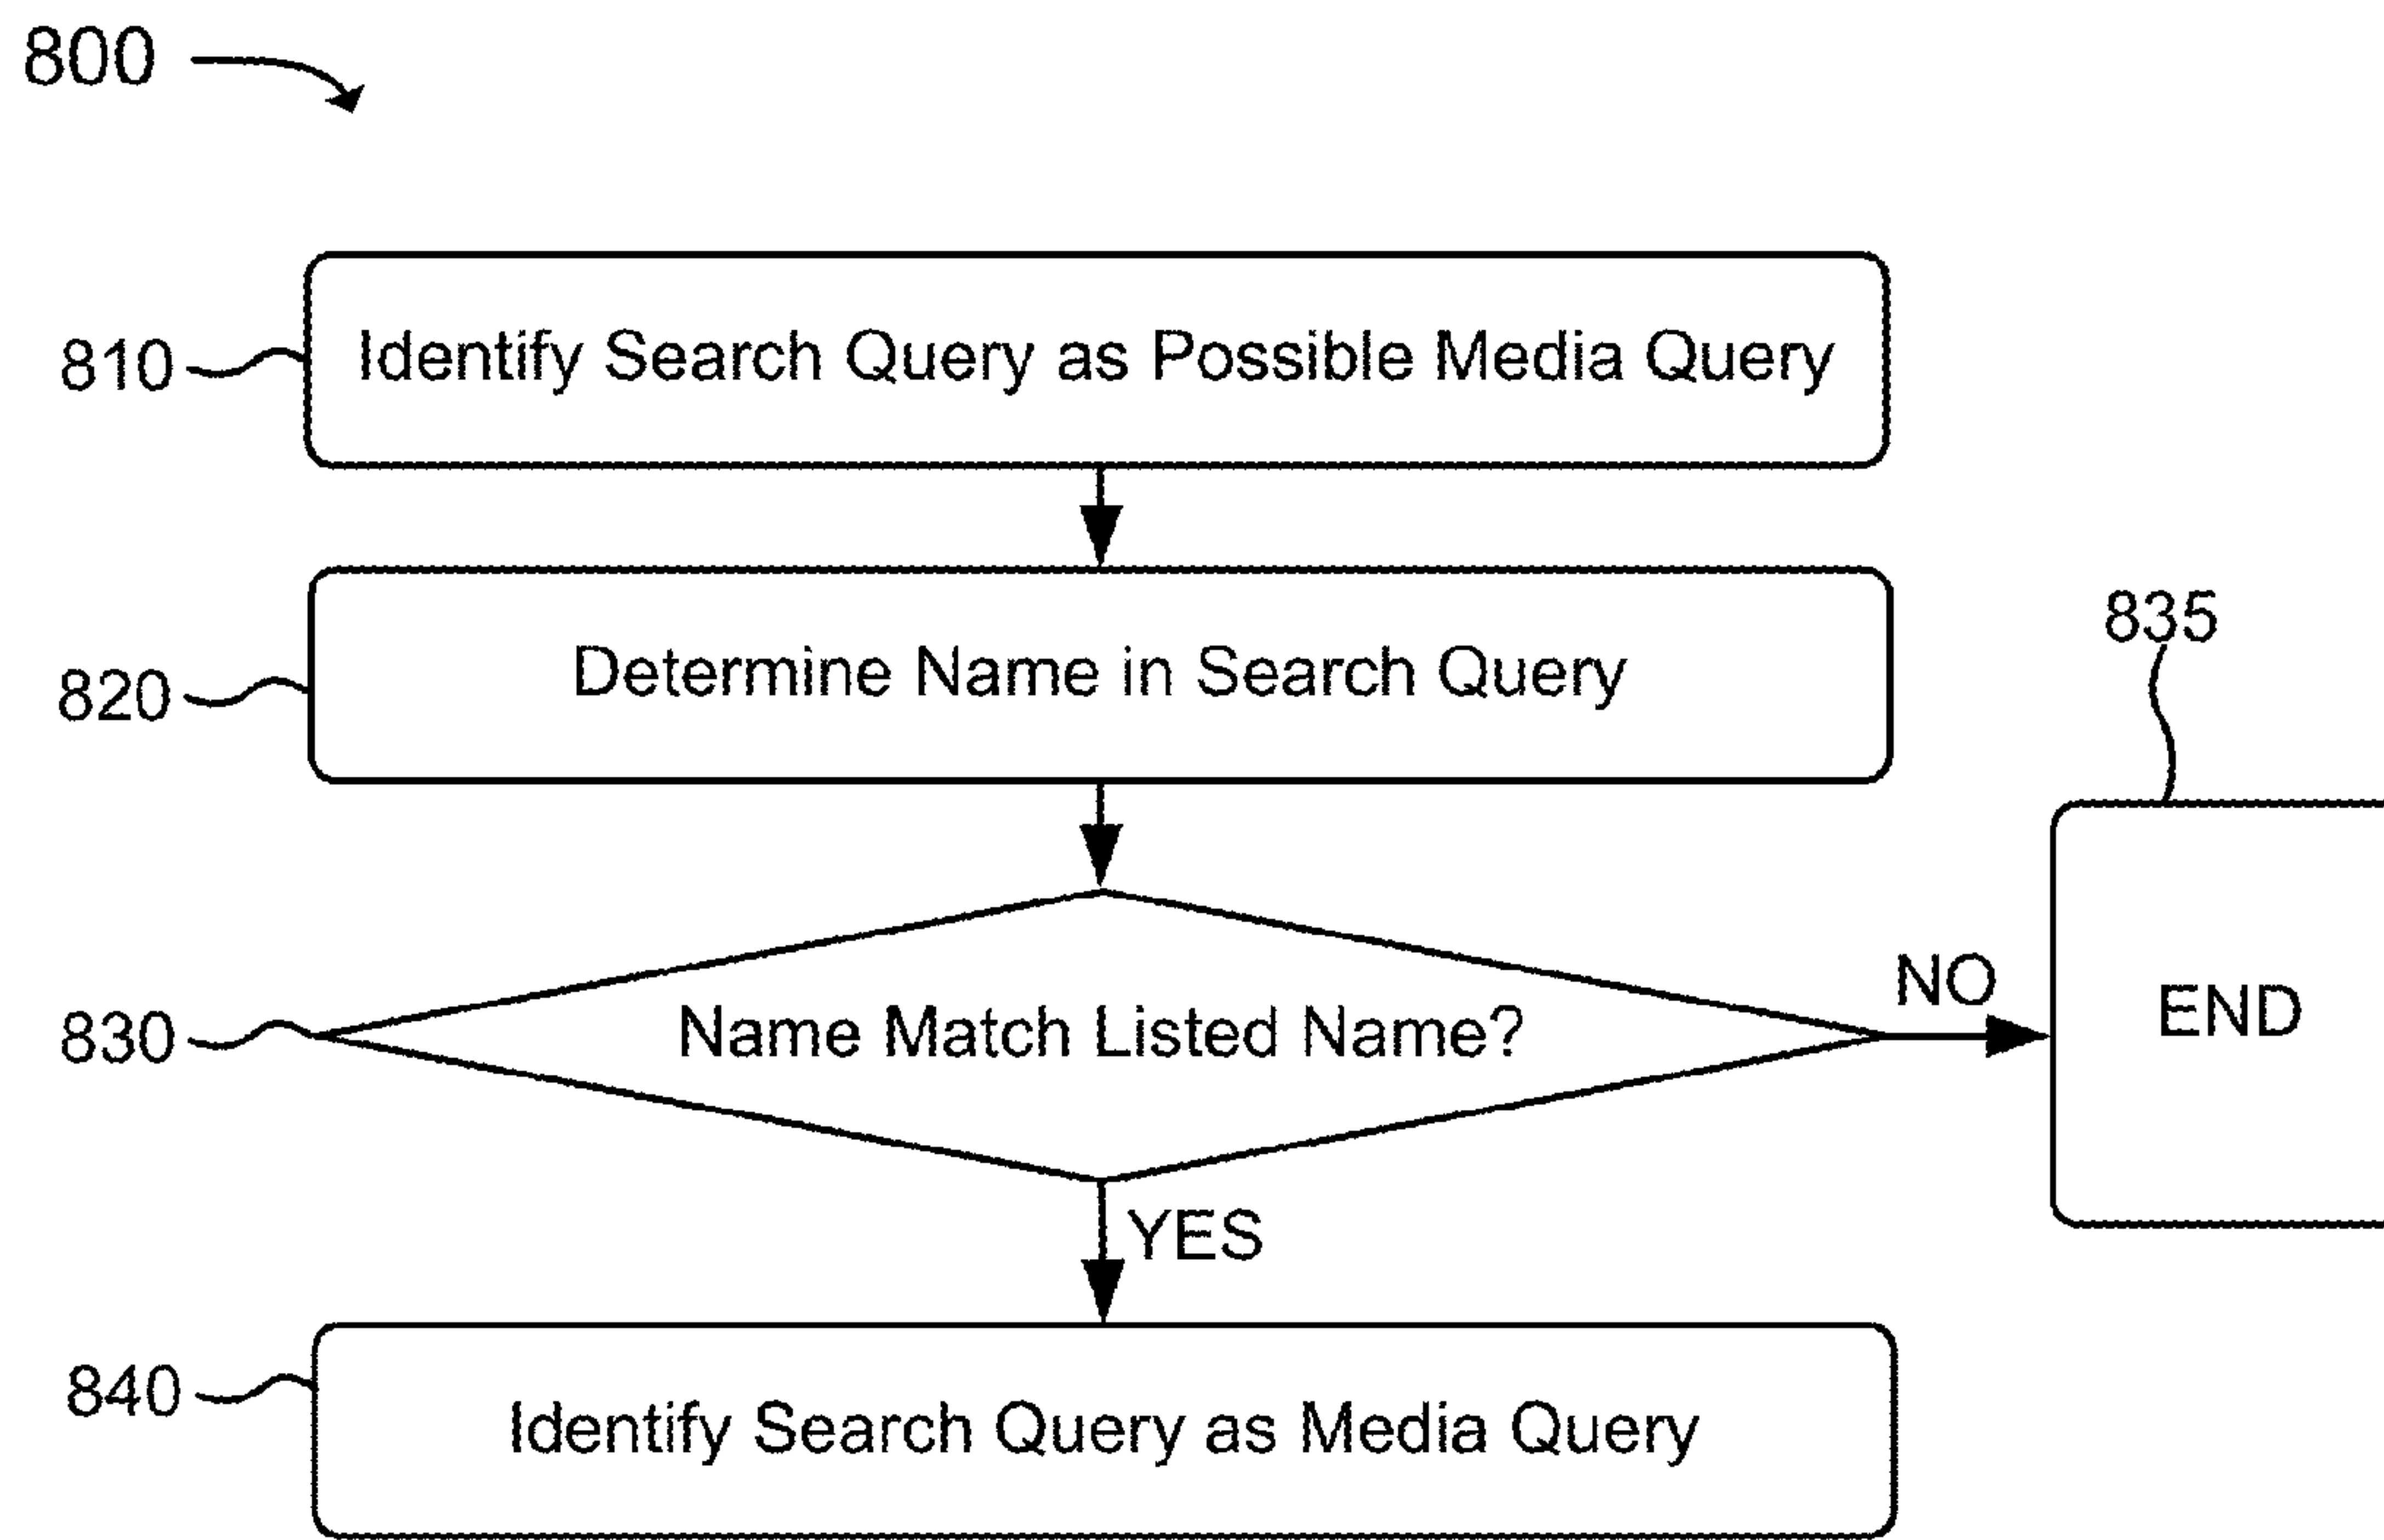 800
810
Identify Search Query as Possible Media Query
820
Determine Name in Search Query
835
830
Name Match Listed Name?
NO
END
YES
840
Identify Search Query as Media Query